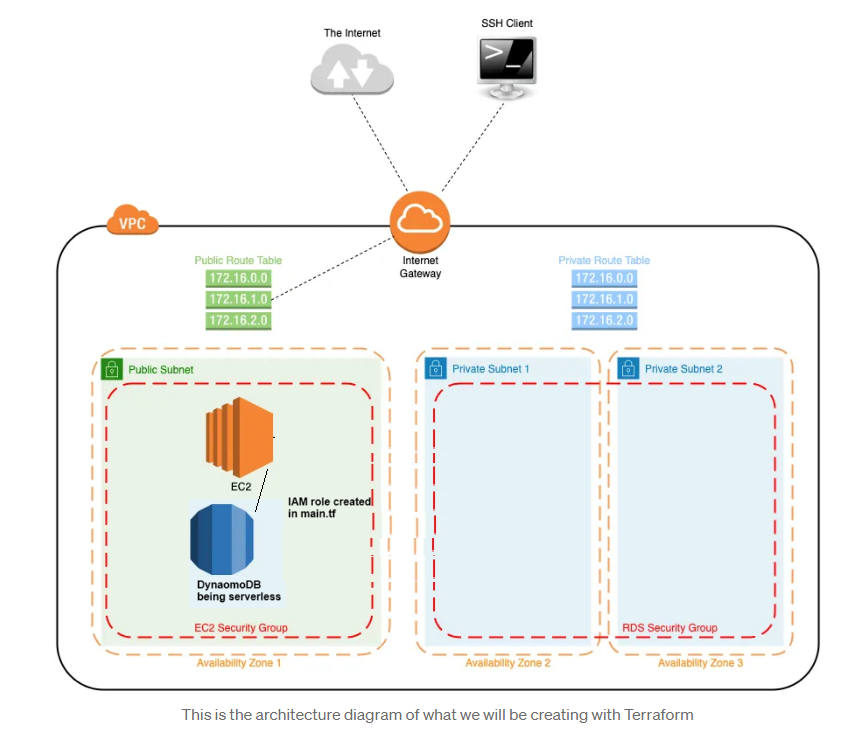 The Internet
SSH Client
>_
VPC
Internet
Gateway
Public Route Table
172.16.0.0
172.16.1.0
172.16.2.0
Private Route Table
172.16.0.0
172.16.1.0
172.16.2.0
Public Subnet
EC2
IAM role created
in main.tf
DynaomoDB
being serverless
EC2 Security Group
Availability Zone 1
Private Subnet 1
Private Subnet 2
RDS Security Group
Availability Zone 2
Availability Zone 3
This is the architecture diagram of what we will be creating with Terraform